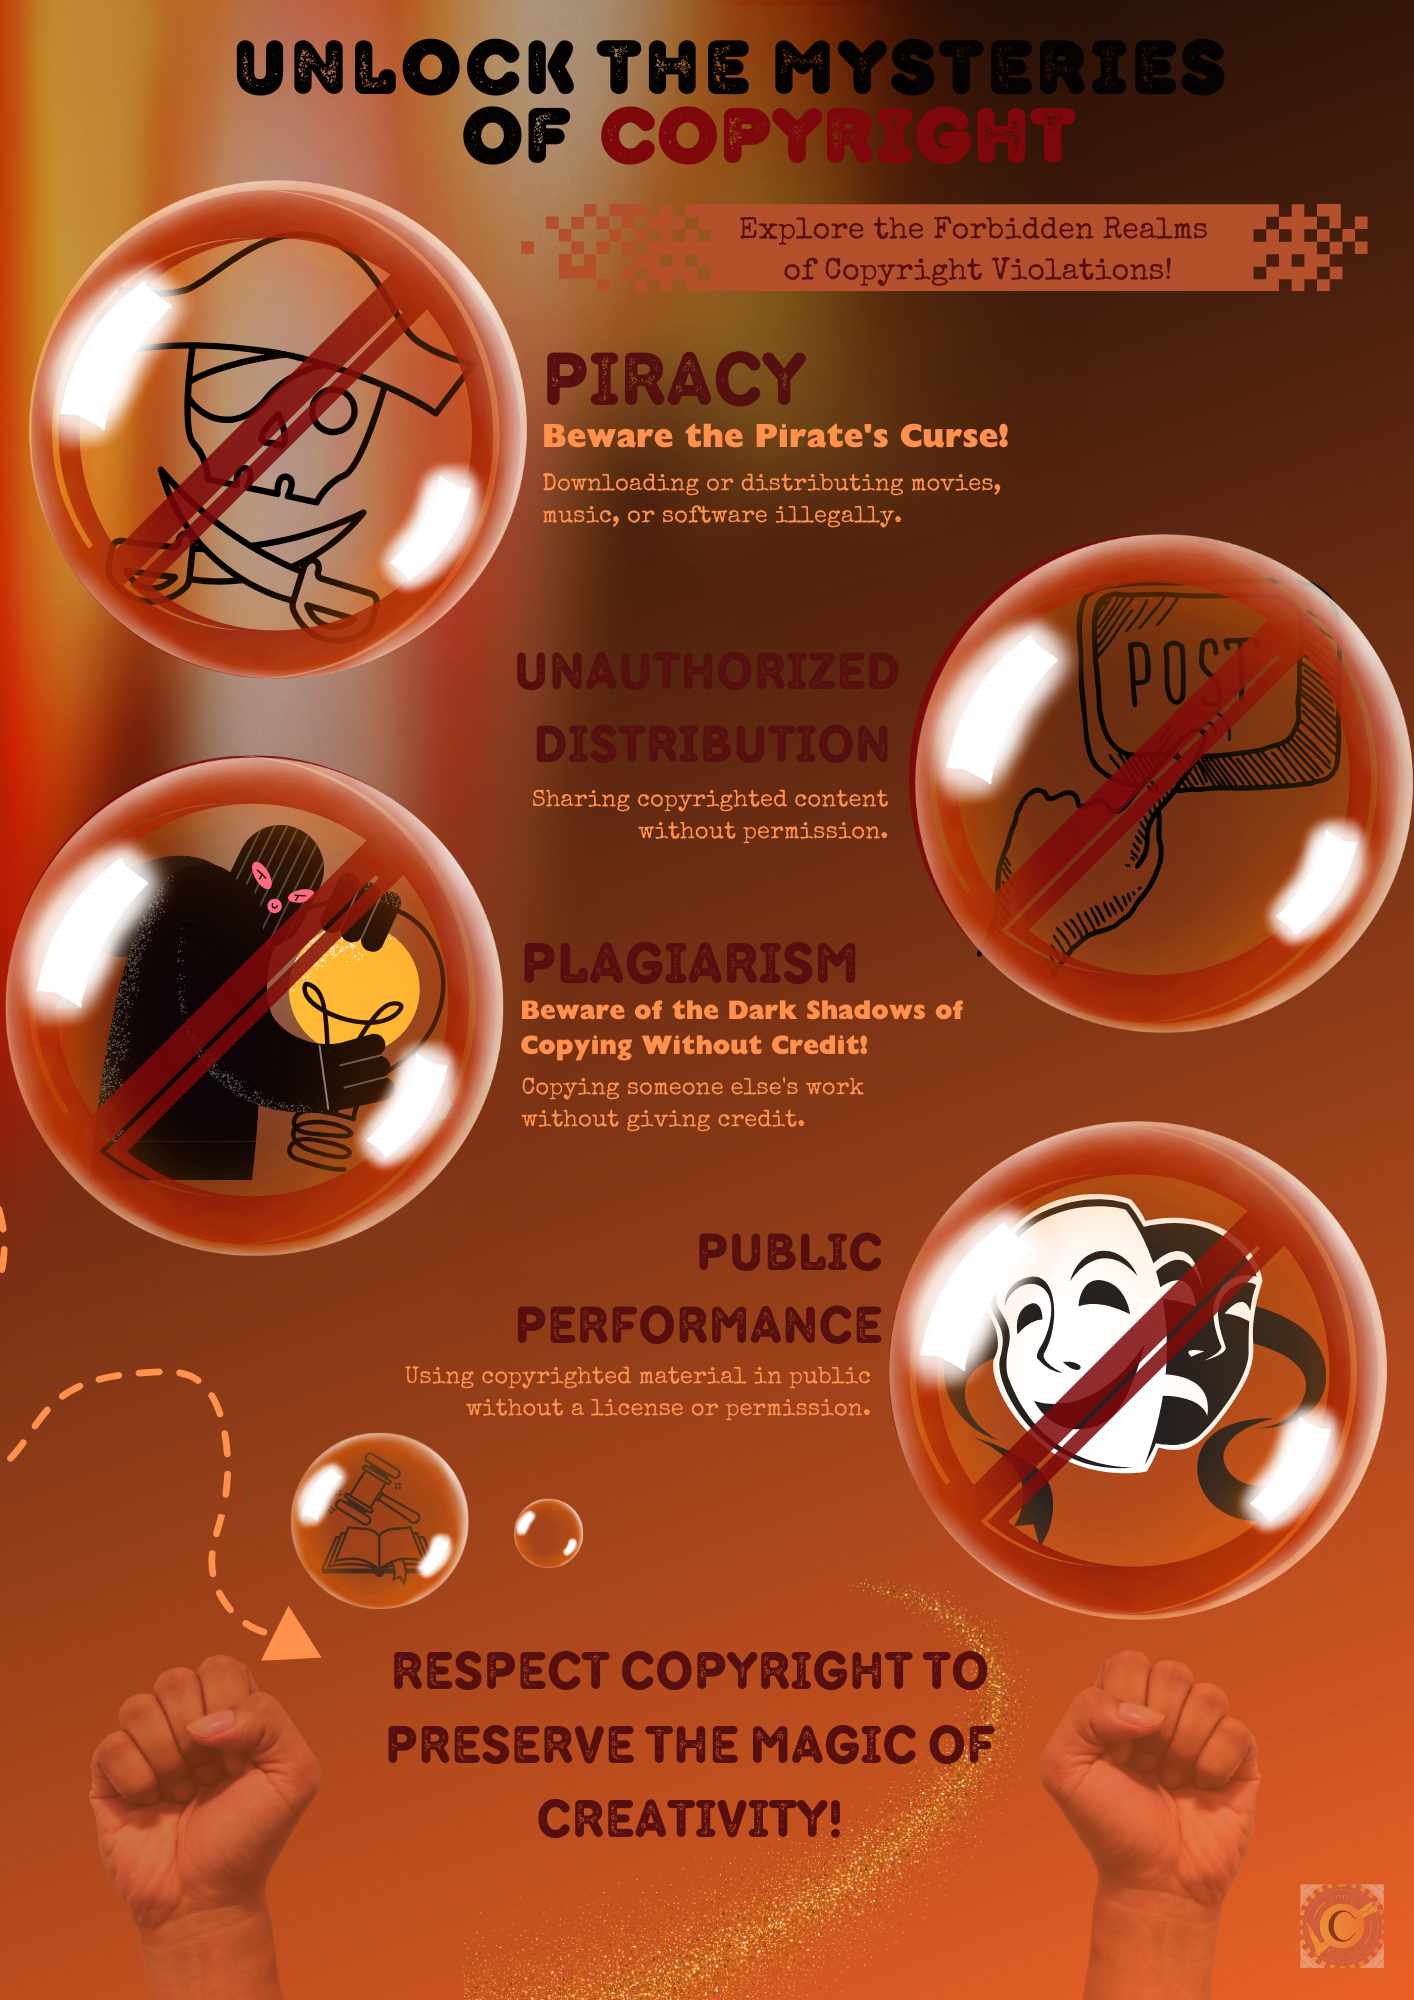 UNLOCK THE MYSTERIES
OF COPYRIGHT
Explore the Forbidden Realms
of Copyright Violations!
PIRACY
Beware the Pirate's Curse!
Downloading or distributing movies,
music, or software illegally.
POST
UNAUTHORIZED
DISTRIBUTION
Sharing copyrighted content
without permission.
PLAGIARISM
Beware of the Dark Shadows of
Copying Without Credit!
Copying someone else's work
without giving credit.
PUBLIC
PERFORMANCE
Using copyrighted material in public
without a license or permission.
RESPECT COPYRIGHT TO
PRESERVE THE MAGIC OF
CREATIVITY!
C